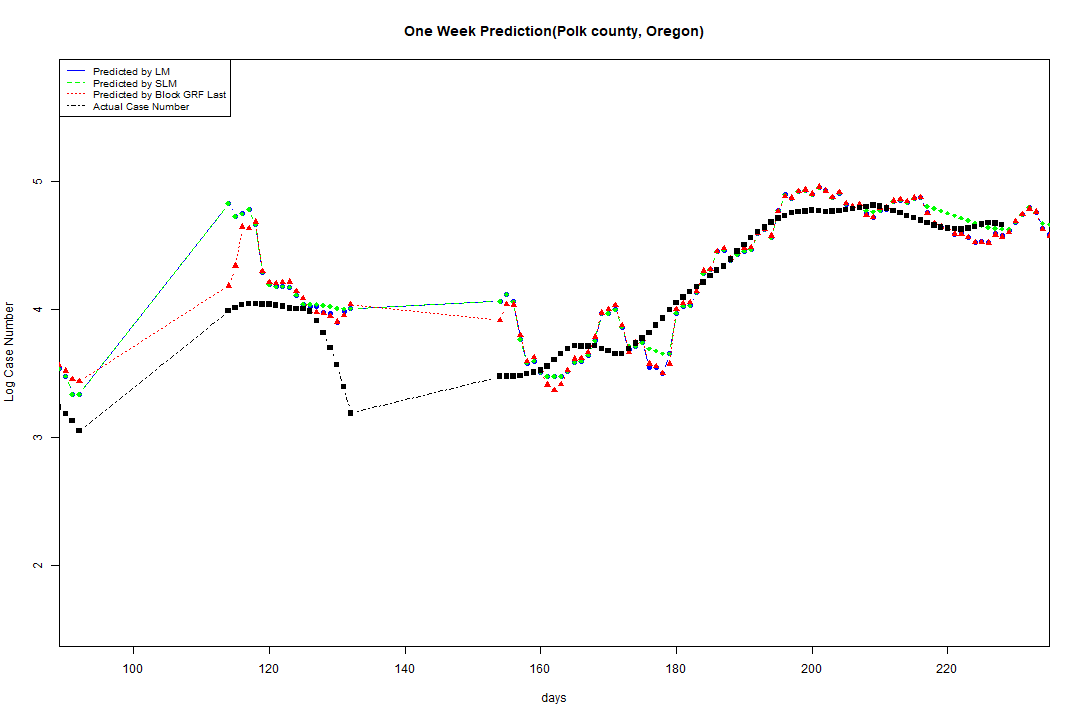 One Week Prediction(Polk county, Oregon)
Predicted by LM
Predicted by SLM
Predicted by Block GRF Last
Actual Case Number
Log Case Number
5
4
3
2
100 120 140 160 180 200 220
days